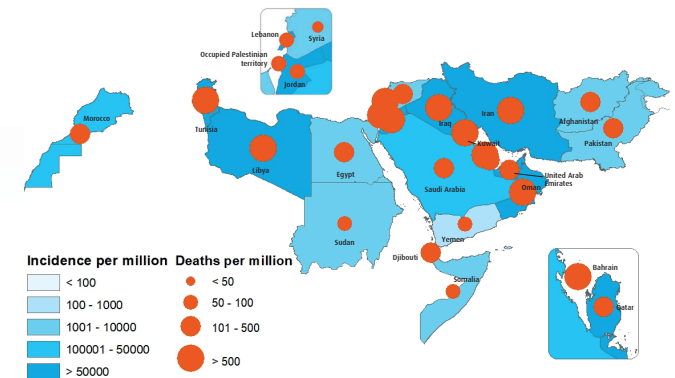 Lebanon
Syria
Occupied Palestinian
territory
Jordan
Morocco
Tunisia
Libya
Egypt
Iraq
Iran
Kuwait
Afghanistan
Pakistan
Saudi Arabia
United Arab
Emirates
Oman
Sudan
Yemen
Djibouti
Somalia
Bahrain
Qatar
Incidence per million
< 100
100 - 1000
1001 - 10000
100001 - 50000
> 50000
Deaths per million
< 50
50 - 100
101 - 500
> 500